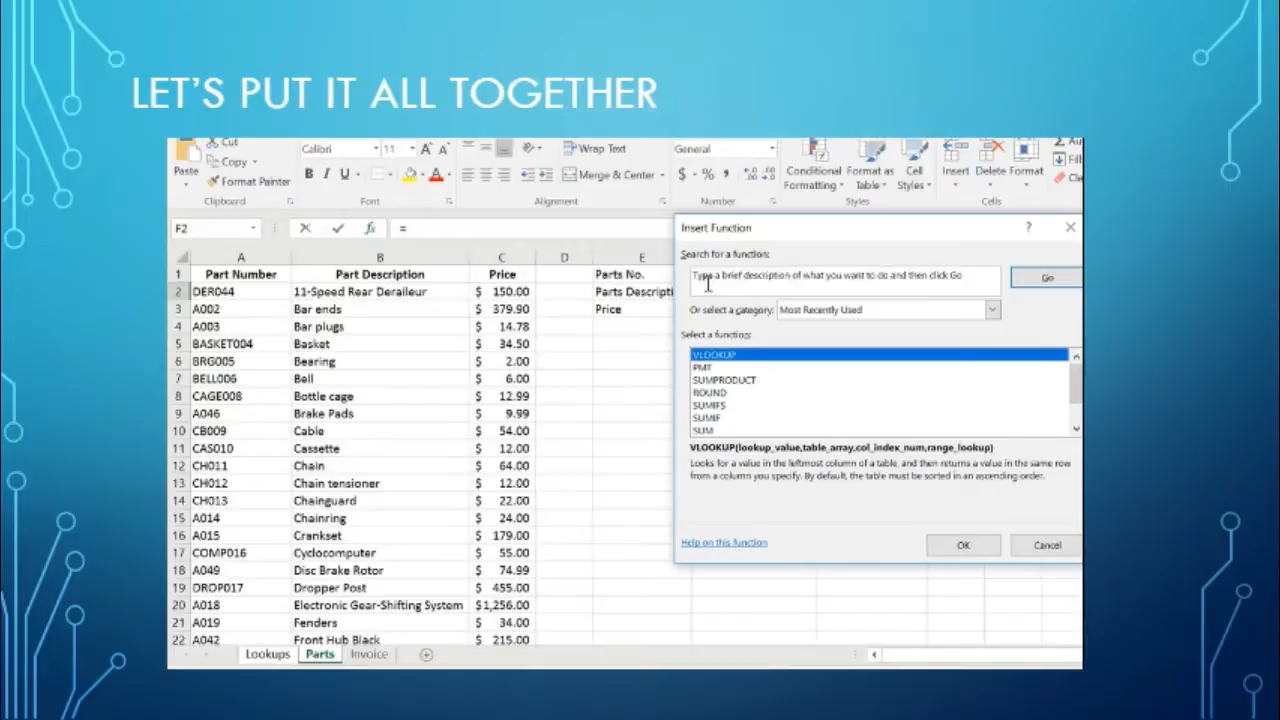 LET'S PUT IT ALL TOGETHER
Cut
Copy
Format Painter
Paste
Clipboard
Calibri 11
B I U
Font
Wrap Text
Merge & Center
Alignment
General
$ % ,
Number
Conditional Formatting
Format as Table
Cell Styles
Styles
Insert Delete Format
Cells
F2 fx =
A B C D E
1 Part Number Part Description Price Parts No.
2 DER044 11-Speed Rear Deraileur $ 150.00 Parts Descripti
3 A002 Bar ends $ 379.90 Price
4 A003 Bar plugs $ 14.78
5 BASKET004 Basket $ 34.50
6 BRG005 Bearing $ 2.00
7 BELL006 Bell $ 6.00
8 CAGE008 Bottle cage $ 12.99
9 A046 Brake Pads $ 9.99
10 CB009 Cable $ 54.00
11 CAS010 Cassette $ 12.00
12 CH011 Chain $ 64.00
13 CH012 Chain tensioner $ 12.00
14 CH013 Chainguard $ 22.00
15 A014 Chainring $ 24.00
16 A015 Crankset $ 179.00
17 COMP016 Cyclocomputer $ 55.00
18 A049 Disc Brake Rotor $ 74.99
19 DROP017 Dropper Post $ 455.00
20 A018 Electronic Gear-Shifting System $1,256.00
21 A019 Fenders $ 34.00
22 A042 Front Hub Black $ 215.00
Insert Function ?
Search for a function:
Type a brief description of what you want to do and then click Go
Go
Or select a category: Most Recently Used
Select a function:
VLOOKUP
PMT
SUMPRODUCT
ROUND
SUMIFS
SUMIF
SUM
VLOOKUP(lookup_value,table_array,col_index_num,range_lookup)
Looks for a value in the leftmost column of a table, and then returns a value in the same row
from a column you specify. By default, the table must be sorted in an ascending order.
Help on this function
OK Cancel
Lookups Parts Invoice